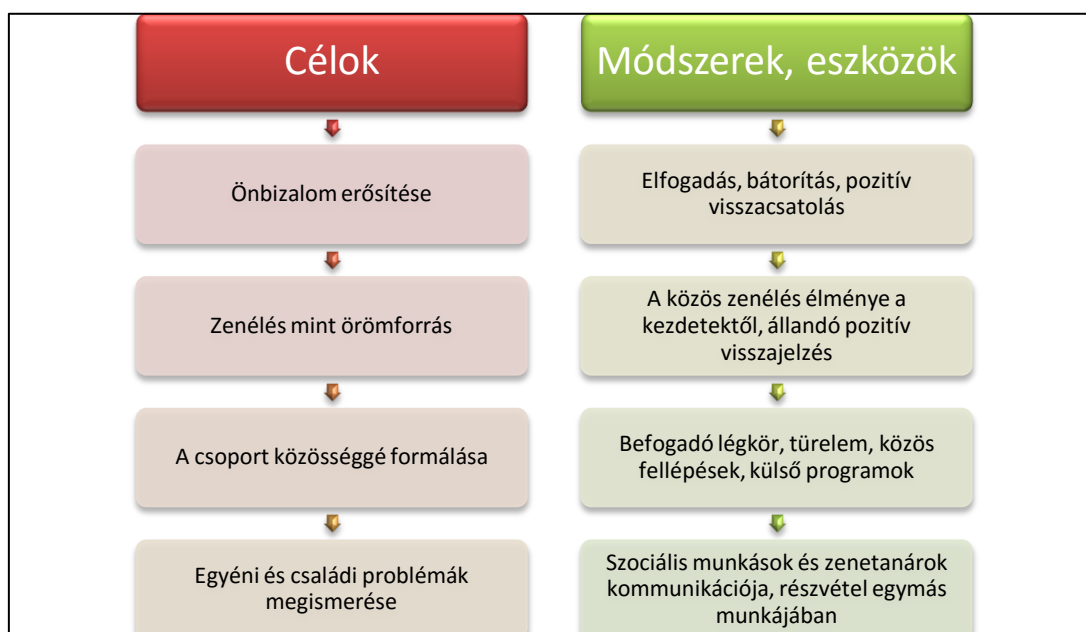 Célok
Önbizalom erősítése
Zenélés mint örömforrás
A csoport közösséggé formálása
Egyéni és családi problémák
megismerése
Módszerek, eszközök
Elfogadás, bátorítás, pozitív
visszacsatolás
A közös zenélés élménye a
kezdetektől, állandó pozitív
visszajelzés
Befogadó légkör, türelem, közös
fellépések, külső programok
Szociális munkások és zenetanárok
kommunikációja, részvétel egymás
munkájában